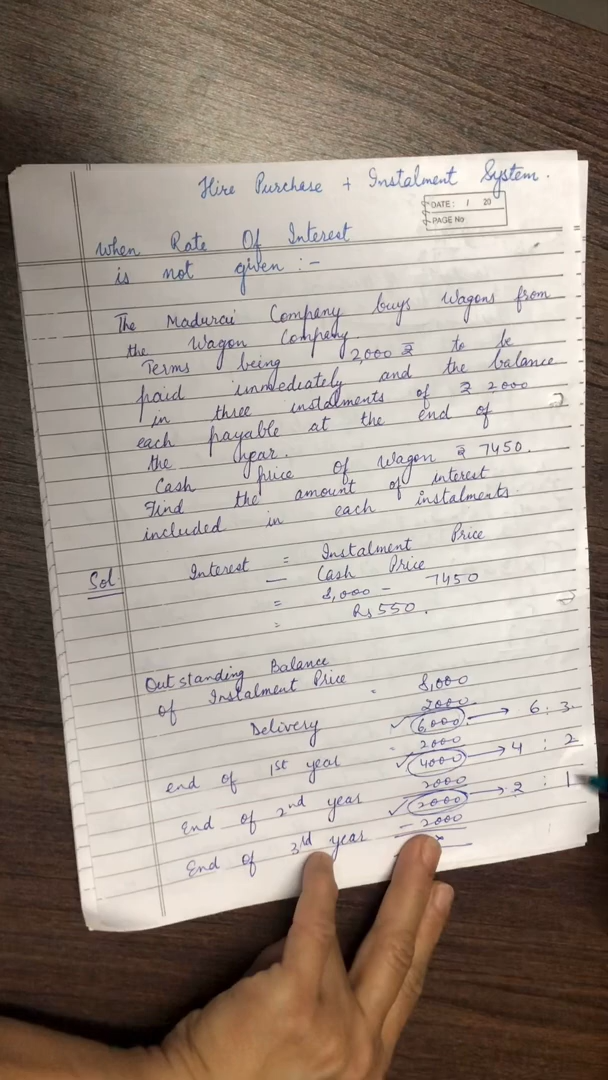 Hire Purchase + Instalment System.
DATE: / 20
PAGE No
When Rate Of Interest
is not given :-
The Madurai Company buys Wagons from
the Wagon Company.
Terms being 2,000 ₹ to be
paid immediately and the balance
in three instalments of ₹ 2000
each payable at the end of
the year.
Cash price of Wagon ₹ 7450.
Find the amount of interest
included in each instalments.
Sol Interest = Instalment Price
— Cash Price
= 8,000 - 7450
= Rs 550.
Outstanding Balance
of Instalment Price = 8,000
Delivery 2000
✓ 6,000 → 6 : 3
end of 1st year - 2000
✓ 4000 → 4 : 2
End of 2nd year 2000
✓ 2000 → 2 : 1
End of 3rd year - 2000
x